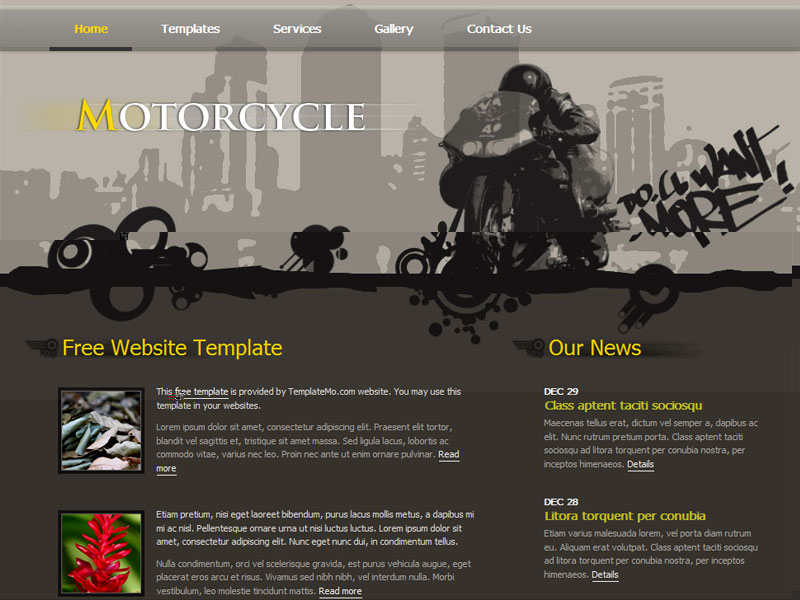 Home Templates Services Gallery Contact Us
MOTORCYCLE
DO I WANT
MORE!
Free Website Template
This free template is provided by TemplateMo.com website. You may use this
template in your websites.
Lorem ipsum dolor sit amet, consectetur adipiscing elit. Praesent elit tortor,
blandit vel sagittis et, tristique sit amet massa. Sed ligula lacus, lobortis ac
commodo vitae, varius nec leo. Proin nec ante ut enim ornare pulvinar. Read
more
Etiam pretium, nisi eget laoreet bibendum, purus lacus mollis metus, a dapibus mi
mi ac nisl. Pellentesque ornare urna ut nisi luctus luctus. Lorem ipsum dolor sit
amet, consectetur adipiscing elit. Nunc eget nunc dui, in condimentum tellus.
Nulla condimentum, orci vel scelerisque gravida, est purus vehicula augue, eget
placerat eros arcu et risus. Vivamus sed nibh nibh, vel interdum nulla. Morbi
vestibulum, leo molestie tincidunt mattis. Read more
Our News
DEC 29
Class aptent taciti sociosqu
Maecenas tellus erat, dictum vel semper a, dapibus ac
elit. Nunc rutrum pretium porta. Class aptent taciti
sociosqu ad litora torquent per conubia nostra, per
inceptos himenaeos. Details
DEC 28
Litora torquent per conubia
Etiam varius malesuada lorem, vel porta diam rutrum
eu. Aliquam erat volutpat. Class aptent taciti sociosqu
ad litora torquent per conubia nostra, per inceptos
himenaeos. Details